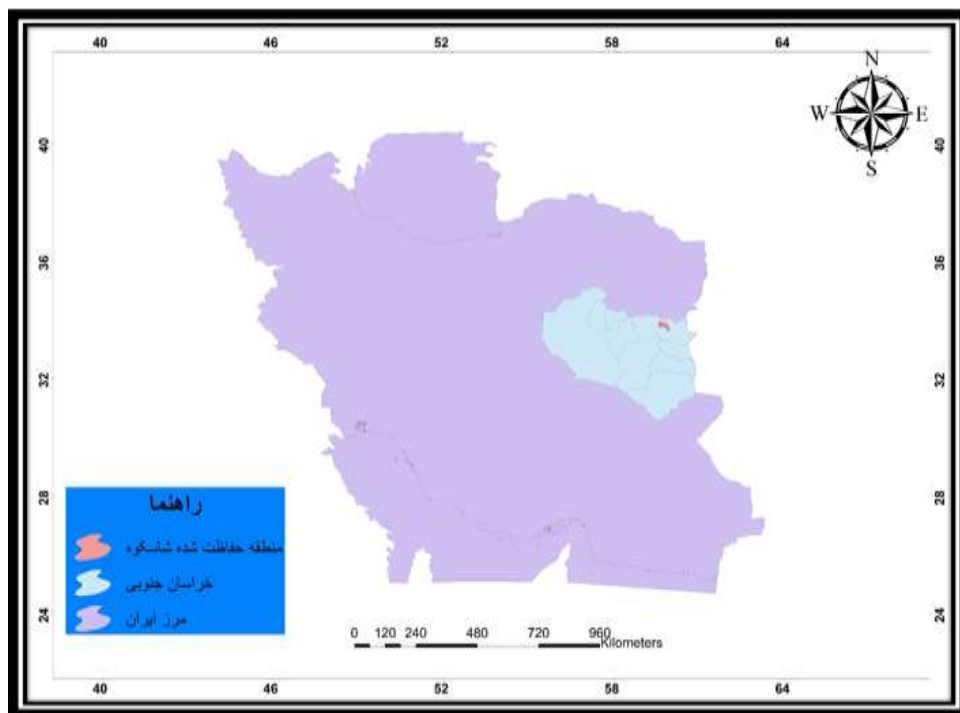 40 46 52 58 64
N
W E
S
40 40
36 36
32 32
28 28
24 24
راهنما
منطقه حفاظت شده شاسکوه
خراسان جنوبی
مرز ایران
0 120 240 480 720 960
Kilometers
40 46 52 58 64